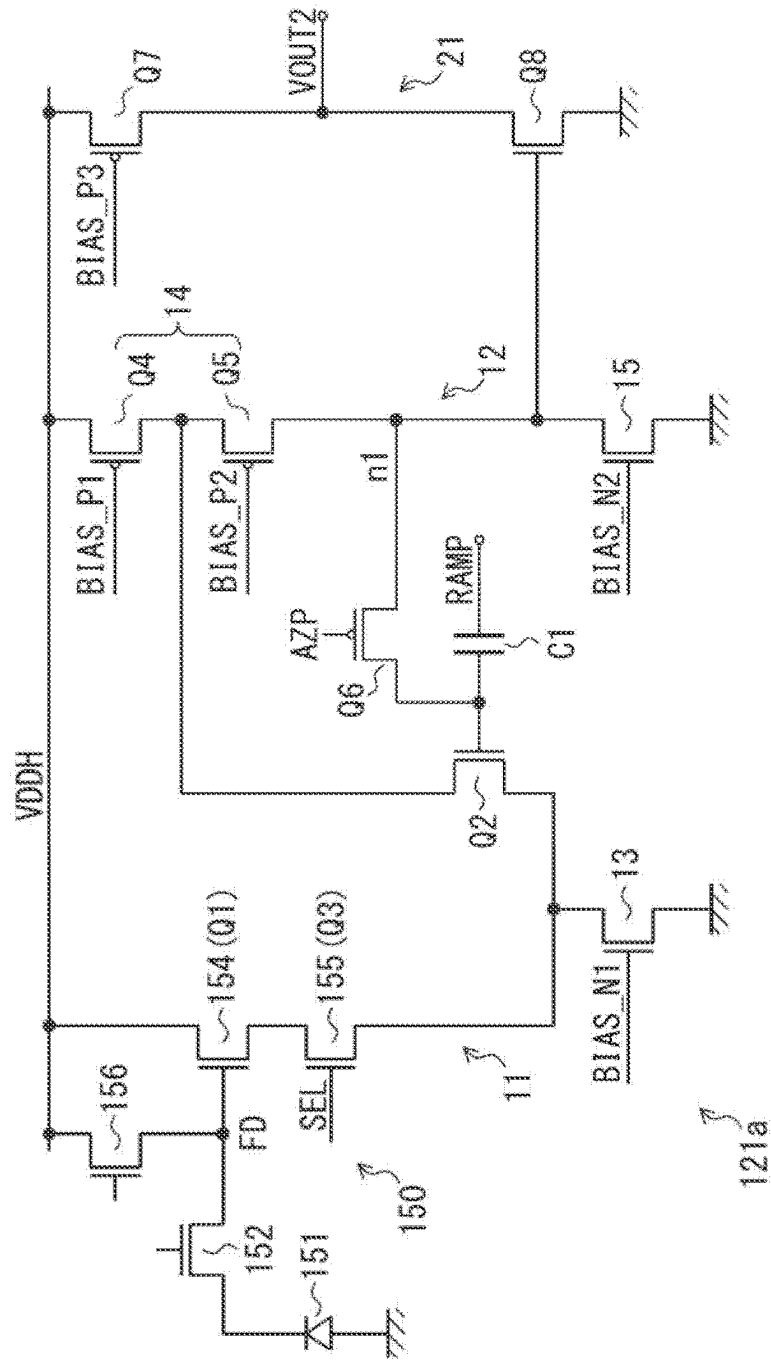 VDDH
156
152
151
FD
154(Q1)
SEL
155(Q3)
150
11
BIAS_N1
13
121a
Q2
Q6
AZP
RAMP
C1
n1
BIAS_P1
Q4
14
BIAS_P2
Q5
12
BIAS_N2
15
BIAS_P3
Q7
VOUT2
21
Q8